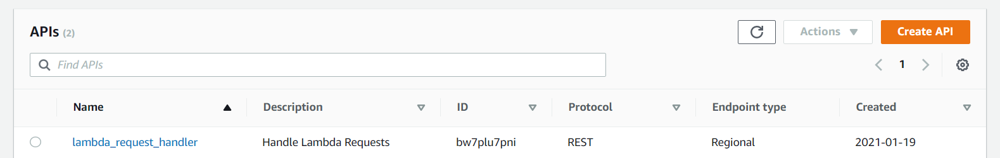 APIs (2)
Actions
Create API
Find APIs
1
Name Description ID Protocol Endpoint type Created
lambda_request_handler Handle Lambda Requests bw7plu7pni REST Regional 2021-01-19